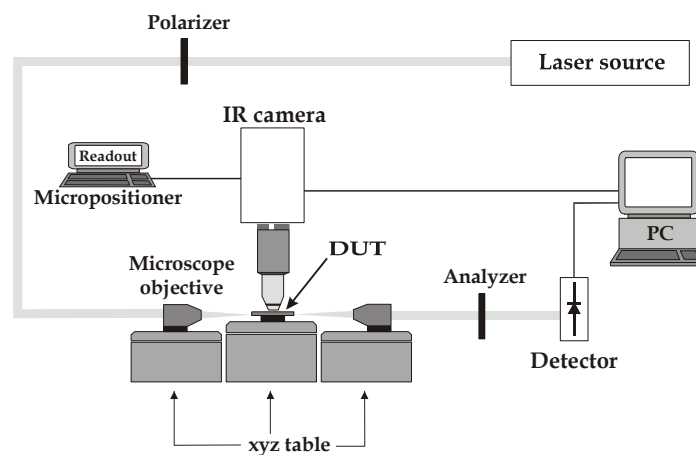 Polarizer
Laser source
IR camera
Readout
Micropositioner
PC
DUT
Microscope
objective
Analyzer
Detector
xyz table